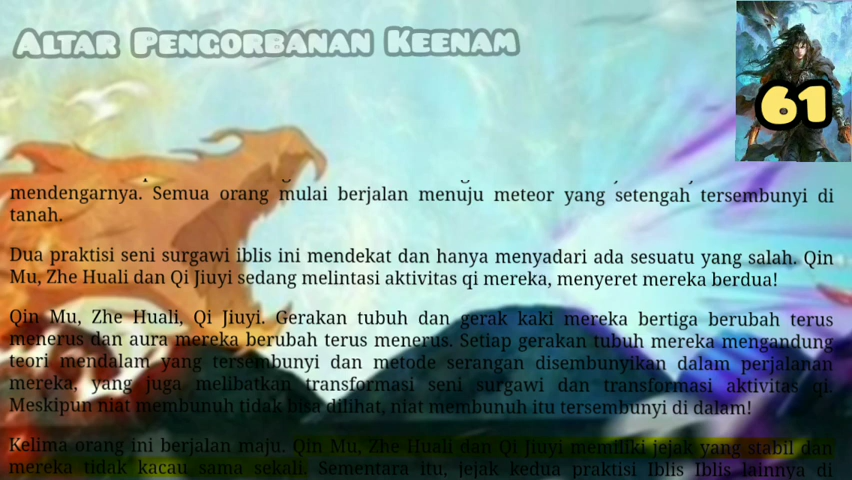 Altar Pengorbanan Keenam
61
mendengarnya. Semua orang mulai berjalan menuju meteor yang setengah tersembunyi di
tanah.
Dua praktisi seni surgawi iblis ini mendekat dan hanya menyadari ada sesuatu yang salah. Qin
Mu, Zhe Huali dan Qi Jiuyi sedang melintasi aktivitas qi mereka, menyeret mereka berdua!
Qin Mu, Zhe Huali, Qi Jiuyi. Gerakan tubuh dan gerak kaki mereka bertiga berubah terus
menerus dan aura mereka berubah terus menerus. Setiap gerakan tubuh mereka mengandung
teori mendalam yang tersembunyi dan metode serangan disembunyikan dalam perjalanan
mereka, yang juga melibatkan transformasi seni surgawi dan transformasi aktivitas qi.
Meskipun niat membunuh tidak bisa dilihat, niat membunuh itu tersembunyi di dalam!
Kelima orang ini berjalan maju. Qin Mu, Zhe Huali dan Qi Jiuyi memiliki jejak yang stabil dan
mereka tidak kacau sama sekali. Sementara itu, jejak kedua praktisi Iblis Iblis lainnya di